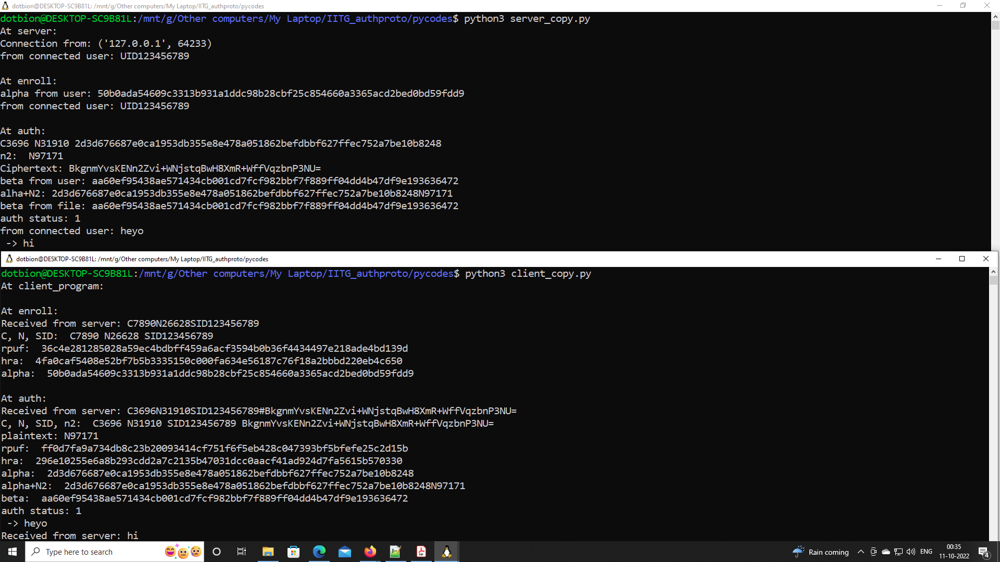 dotbion@DESKTOP-SC9B81L: /mnt/g/Other computers/My Laptop/IITG_authproto/pycodes
dotbion@DESKTOP-SC9B81L:/mnt/g/Other computers/My Laptop/IITG_authproto/pycodes$ python3 server_copy.py
At server:
Connection from: ('127.0.0.1', 64233)
from connected user: UID123456789
At enroll:
alpha from user: 50b0ada54609c3313b931a1ddc98b28cbf25c854660a3365acd2bed0bd59fdd9
from connected user: UID123456789
At auth:
C3696 N31910 2d3d676687e0ca1953db355e8e478a051862befdbbf627ffec752a7be10b8248
n2:  N97171
Ciphertext: BkgnmYvsKENn2Zvi+WNjstqBwH8XmR+WffVqzbnP3NU=
beta from user: aa60ef95438ae571434cb001cd7fcf982bbf7f889ff04dd4b47df9e193636472
alha+N2: 2d3d676687e0ca1953db355e8e478a051862befdbbf627ffec752a7be10b8248N97171
beta from file: aa60ef95438ae571434cb001cd7fcf982bbf7f889ff04dd4b47df9e193636472
auth status: 1
from connected user: heyo
 -> hi
dotbion@DESKTOP-SC9B81L: /mnt/g/Other computers/My Laptop/IITG_authproto/pycodes
dotbion@DESKTOP-SC9B81L:/mnt/g/Other computers/My Laptop/IITG_authproto/pycodes$ python3 client_copy.py
At client_program:
At enroll:
Received from server: C7890N26628SID123456789
C, N, SID:  C7890 N26628 SID123456789
rpuf:  36c4e281285028a59ec4bdbff459a6acf3594b0b36f4434497e218ade4bd139d
hra:  4fa0caf5408e52bf7b5b3335150c000fa634e56187c76f18a2bbbd220eb4c650
alpha:  50b0ada54609c3313b931a1ddc98b28cbf25c854660a3365acd2bed0bd59fdd9
At auth:
Received from server: C3696N31910SID123456789#BkgnmYvsKENn2Zvi+WNjstqBwH8XmR+WffVqzbnP3NU=
C, N, SID, n2:  C3696 N31910 SID123456789 BkgnmYvsKENn2Zvi+WNjstqBwH8XmR+WffVqzbnP3NU=
plaintext: N97171
rpuf:  ff0d7fa9a734db8c23b20093414cf751f6f5eb428c047393bf5bfefe25c2d15b
hra:  296e10255e6a8b293cdd2a7c2135b47031dcc0aacf41ad924d7fa5615b570330
alpha:  2d3d676687e0ca1953db355e8e478a051862befdbbf627ffec752a7be10b8248
alpha+N2:  2d3d676687e0ca1953db355e8e478a051862befdbbf627ffec752a7be10b8248N97171
beta:  aa60ef95438ae571434cb001cd7fcf982bbf7f889ff04dd4b47df9e193636472
auth status: 1
 -> heyo
Received from server: hi
Type here to search
Rain coming
ENG
00:35
11-10-2022
4